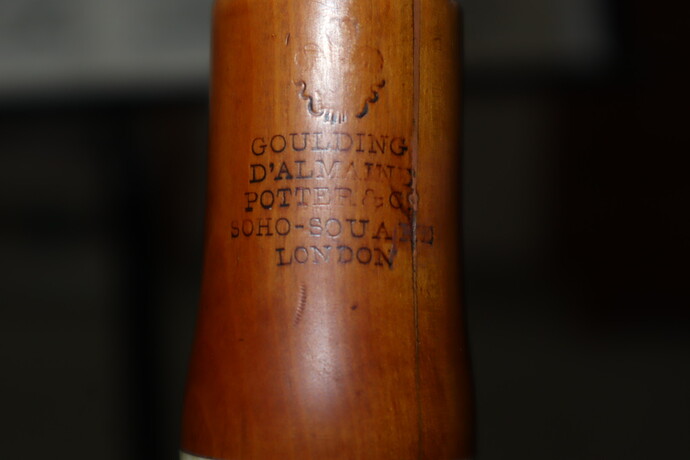 GOULDING
D'ALMAINE
POTTER & CO
SOHO-SQUARE
LONDON